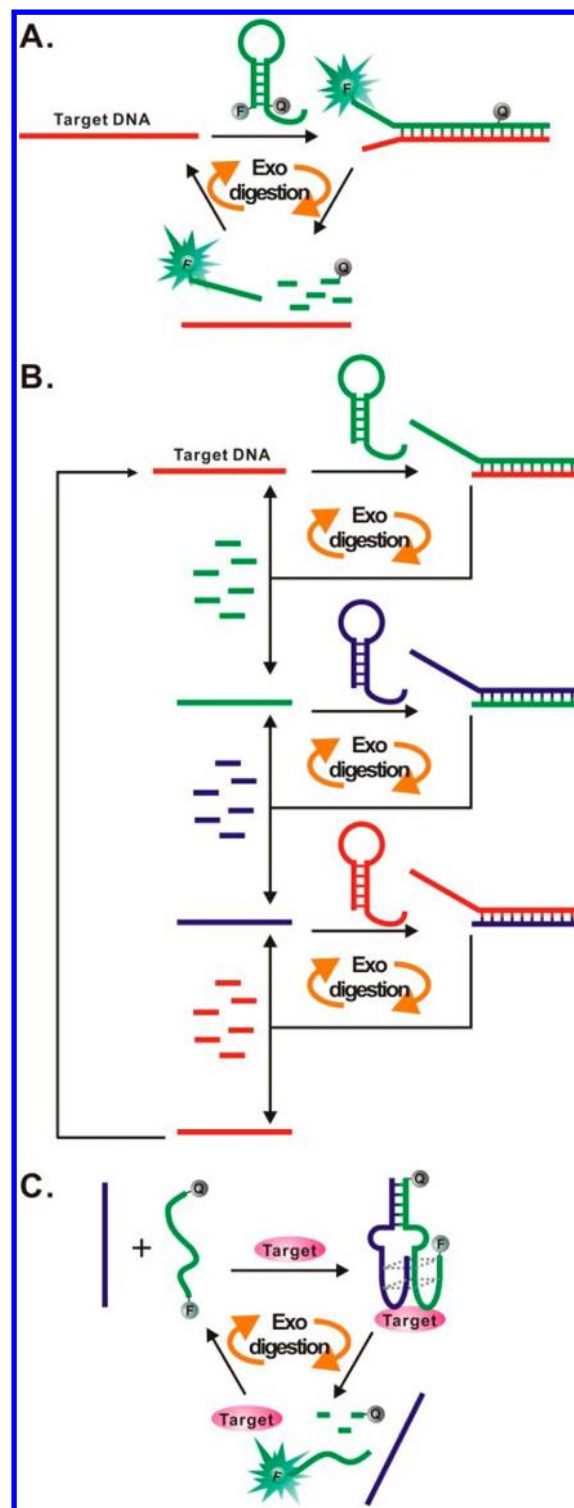 A.
F Q
F Q
Target DNA
Exo
digestion
F Q
B.
Target DNA
Exo
digestion
Exo
digestion
Exo
digestion
C.
Q Q
+
Target
F
F
Target
Exo
digestion
Target
Q
F